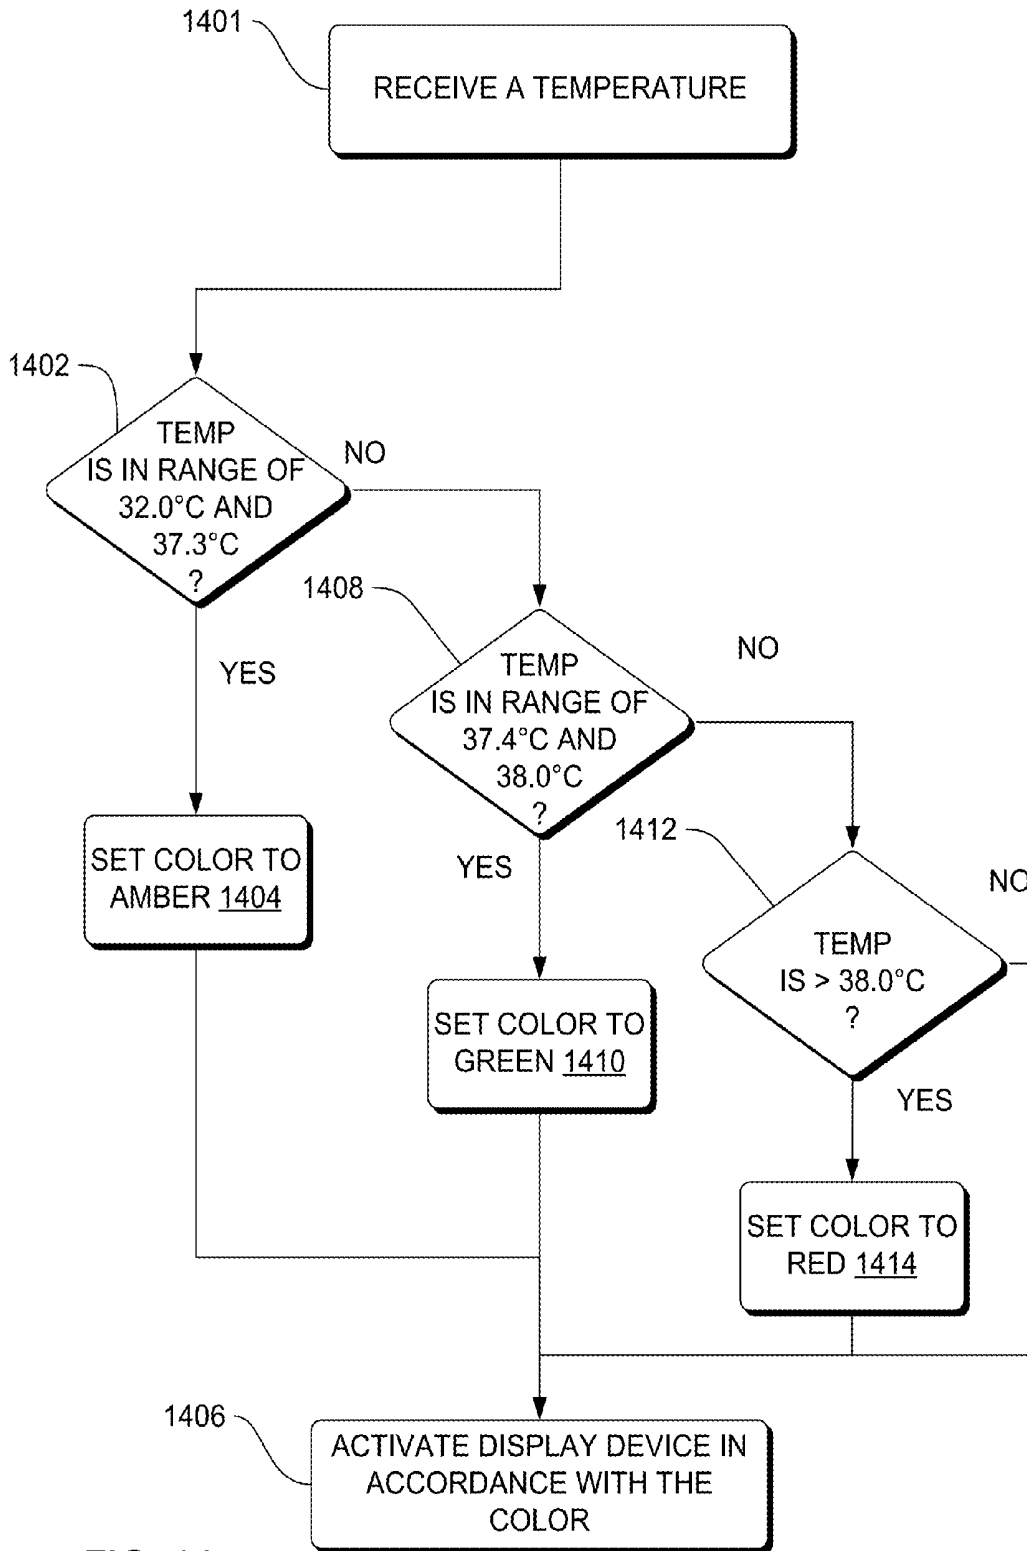 1401
RECEIVE A TEMPERATURE
1402
TEMP
IS IN RANGE OF
32.0°C AND
37.3°C
?
NO
YES
1408
TEMP
IS IN RANGE OF
37.4°C AND
38.0°C
?
NO
YES
SET COLOR TO
AMBER 1404
1412
TEMP
IS > 38.0°C
?
NO
YES
SET COLOR TO
GREEN 1410
SET COLOR TO
RED 1414
1406
ACTIVATE DISPLAY DEVICE IN
ACCORDANCE WITH THE
COLOR